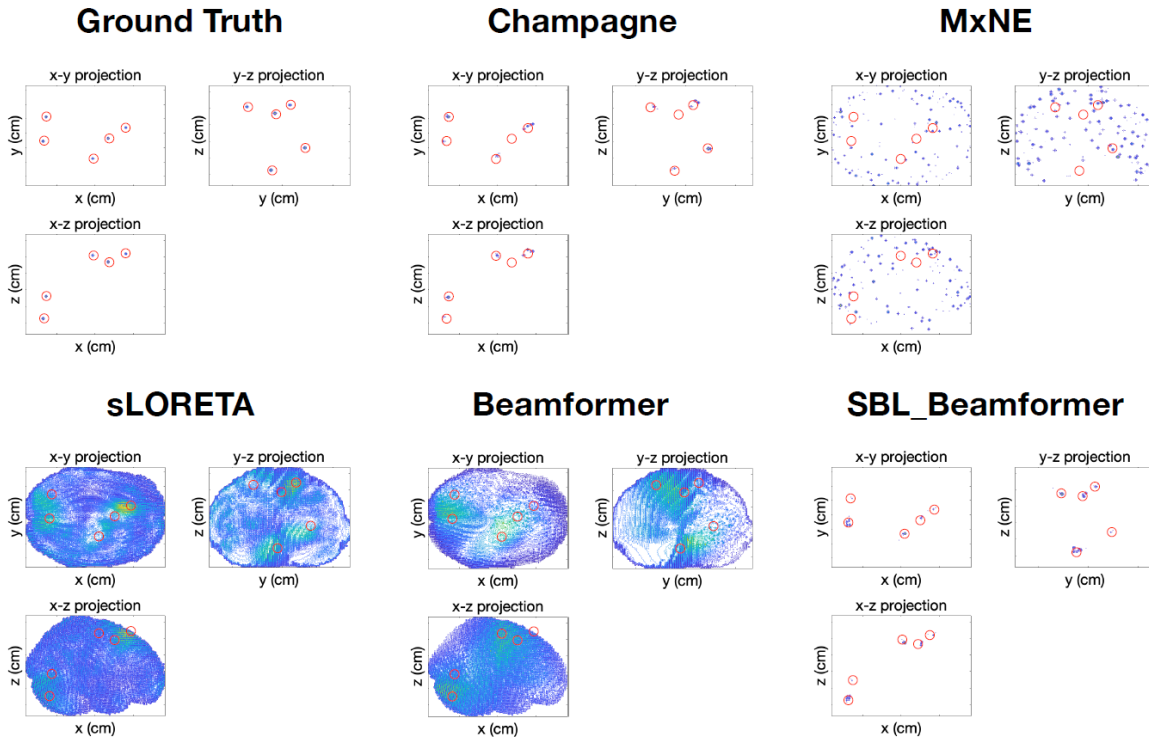 Ground Truth
Champagne
MxNE
x-y projection
y-z projection
x-y projection
y-z projection
x-y projection
y-z projection
y (cm)
z (cm)
y (cm)
z (cm)
y (cm)
z (cm)
x (cm)
y (cm)
x (cm)
y (cm)
x (cm)
y (cm)
x-z projection
x-z projection
x-z projection
z (cm)
z (cm)
z (cm)
x (cm)
x (cm)
x (cm)
sLORETA
Beamformer
SBL_Beamformer
x-y projection
y-z projection
x-y projection
y-z projection
x-y projection
y-z projection
y (cm)
z (cm)
y (cm)
z (cm)
y (cm)
z (cm)
x (cm)
y (cm)
x (cm)
y (cm)
x (cm)
y (cm)
x-z projection
x-z projection
x-z projection
z (cm)
z (cm)
z (cm)
x (cm)
x (cm)
x (cm)